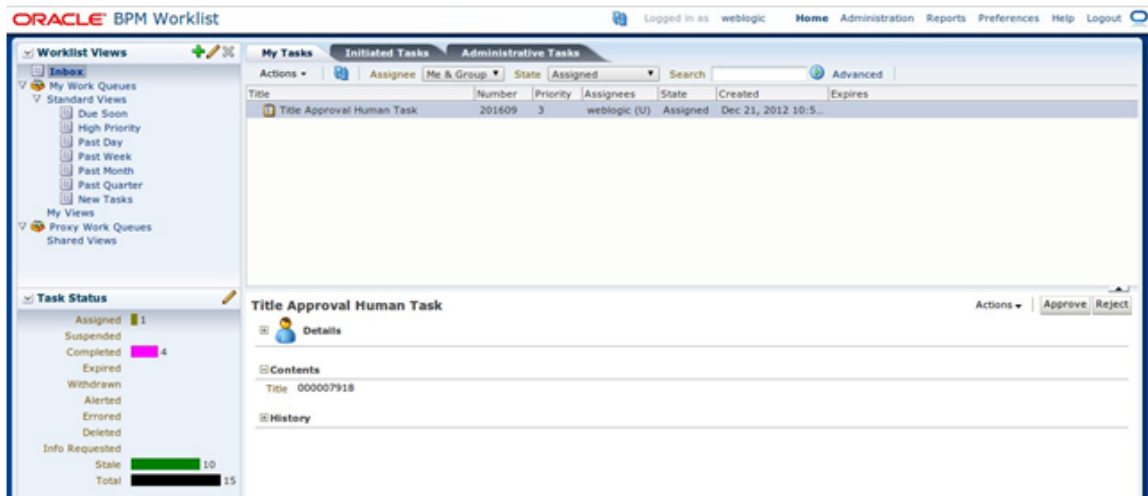 ORACLE BPM Worklist
Logged in as weblogic Home Administration Reports Preferences Help Logout
Worklist Views
Inbox
My Work Queues
Standard Views
Due Soon
High Priority
Past Day
Past Week
Past Month
Past Quarter
New Tasks
My Views
Proxy Work Queues
Shared Views
My Tasks Initiated Tasks Administrative Tasks
Actions Assignee Me & Group State Assigned Search Advanced
Title Number Priority Assignees State Created Expires
Title Approval Human Task 201609 3 weblogic (U) Assigned Dec 21, 2012 10:5...
Task Status
Assigned 1
Suspended
Completed 4
Expired
Withdrawn
Alerted
Errored
Deleted
Info Requested
Stale 10
Total 15
Title Approval Human Task
Actions Approve Reject
Details
Contents
Title 000007918
History